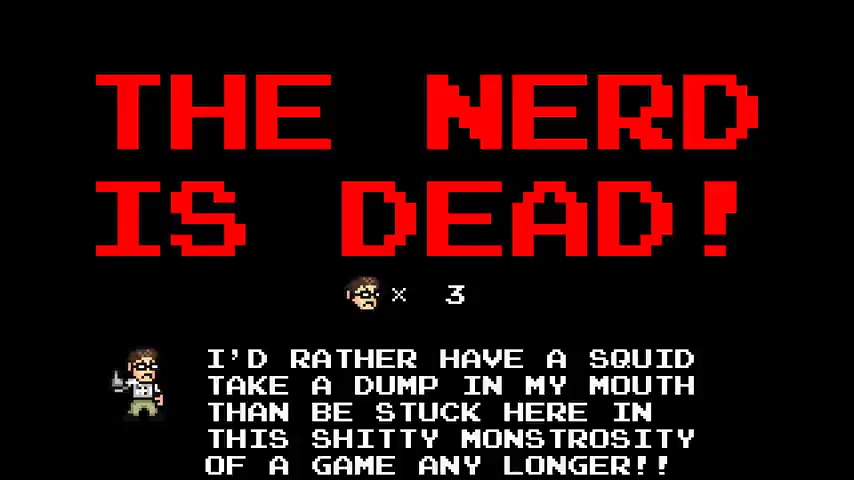 THE NERD
IS DEAD!
× 3
I'D RATHER HAVE A SQUID
TAKE A DUMP IN MY MOUTH
THAN BE STUCK HERE IN
THIS SHITTY MONSTROSITY
OF A GAME ANY LONGER!!